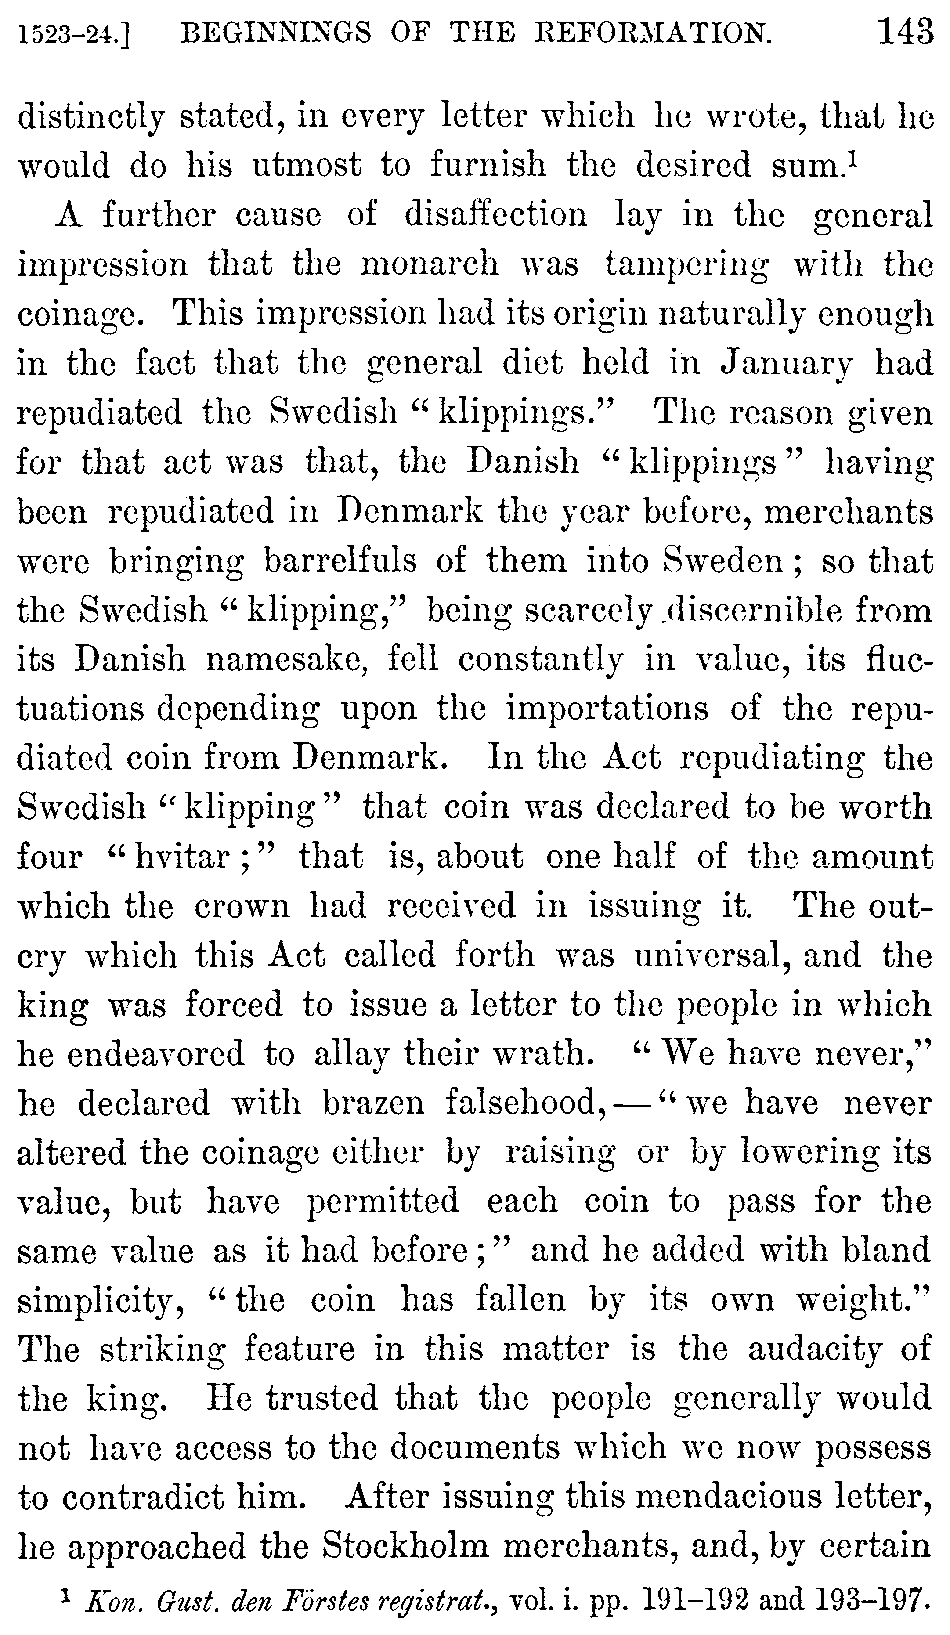 1523–24.] BEGINNINGS OF THE REFORMATION. 143
distinctly stated, in every letter which he wrote, that he
would do his utmost to furnish the desired sum.¹
A further cause of disaffection lay in the general
impression that the monarch was tampering with the
coinage. This impression had its origin naturally enough
in the fact that the general diet held in January had
repudiated the Swedish “klippings.” The reason given
for that act was that, the Danish “klippings” having
been repudiated in Denmark the year before, merchants
were bringing barrelfuls of them into Sweden; so that
the Swedish “klipping,” being scarcely discernible from
its Danish namesake, fell constantly in value, its fluc-
tuations depending upon the importations of the repu-
diated coin from Denmark. In the Act repudiating the
Swedish “klipping” that coin was declared to be worth
four “hvitar;” that is, about one half of the amount
which the crown had received in issuing it. The out-
cry which this Act called forth was universal, and the
king was forced to issue a letter to the people in which
he endeavored to allay their wrath. “We have never,”
he declared with brazen falsehood,—“we have never
altered the coinage either by raising or by lowering its
value, but have permitted each coin to pass for the
same value as it had before;” and he added with bland
simplicity, “the coin has fallen by its own weight.”
The striking feature in this matter is the audacity of
the king. He trusted that the people generally would
not have access to the documents which we now possess
to contradict him. After issuing this mendacious letter,
he approached the Stockholm merchants, and, by certain
¹ Kon. Gust. den Förstes registrat., vol. i. pp. 191–192 and 193–197.